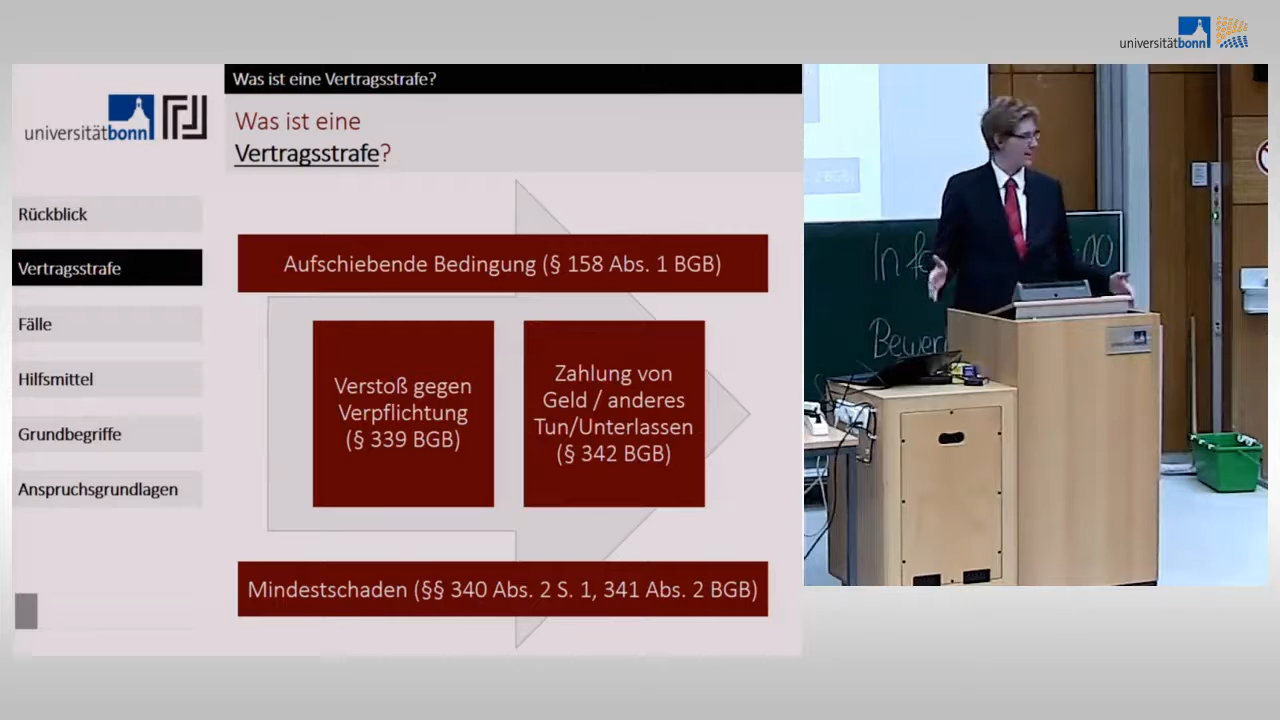 universitätbonn
universitätbonn
Was ist eine Vertragsstrafe?
Was ist eine
Vertragsstrafe?
Rückblick
Vertragsstrafe
Fälle
Hilfsmittel
Grundbegriffe
Anspruchsgrundlagen
Aufschiebende Bedingung (§ 158 Abs. 1 BGB)
Verstoß gegen
Verpflichtung
(§ 339 BGB)
Zahlung von
Geld / anderes
Tun/Unterlassen
(§ 342 BGB)
Mindestschaden (§§ 340 Abs. 2 S. 1, 341 Abs. 2 BGB)